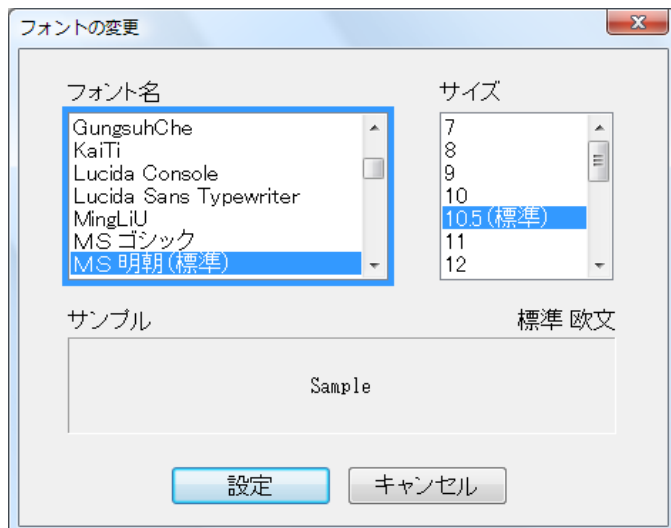 フォントの変更
フォント名
サイズ
GungsuhChe
KaiTi
Lucida Console
Lucida Sans Typewriter
MingLiU
MS ゴシック
MS 明朝(標準)
7
8
9
10
10.5(標準)
11
12
サンプル
標準 欧文
Sample
設定
キャンセル